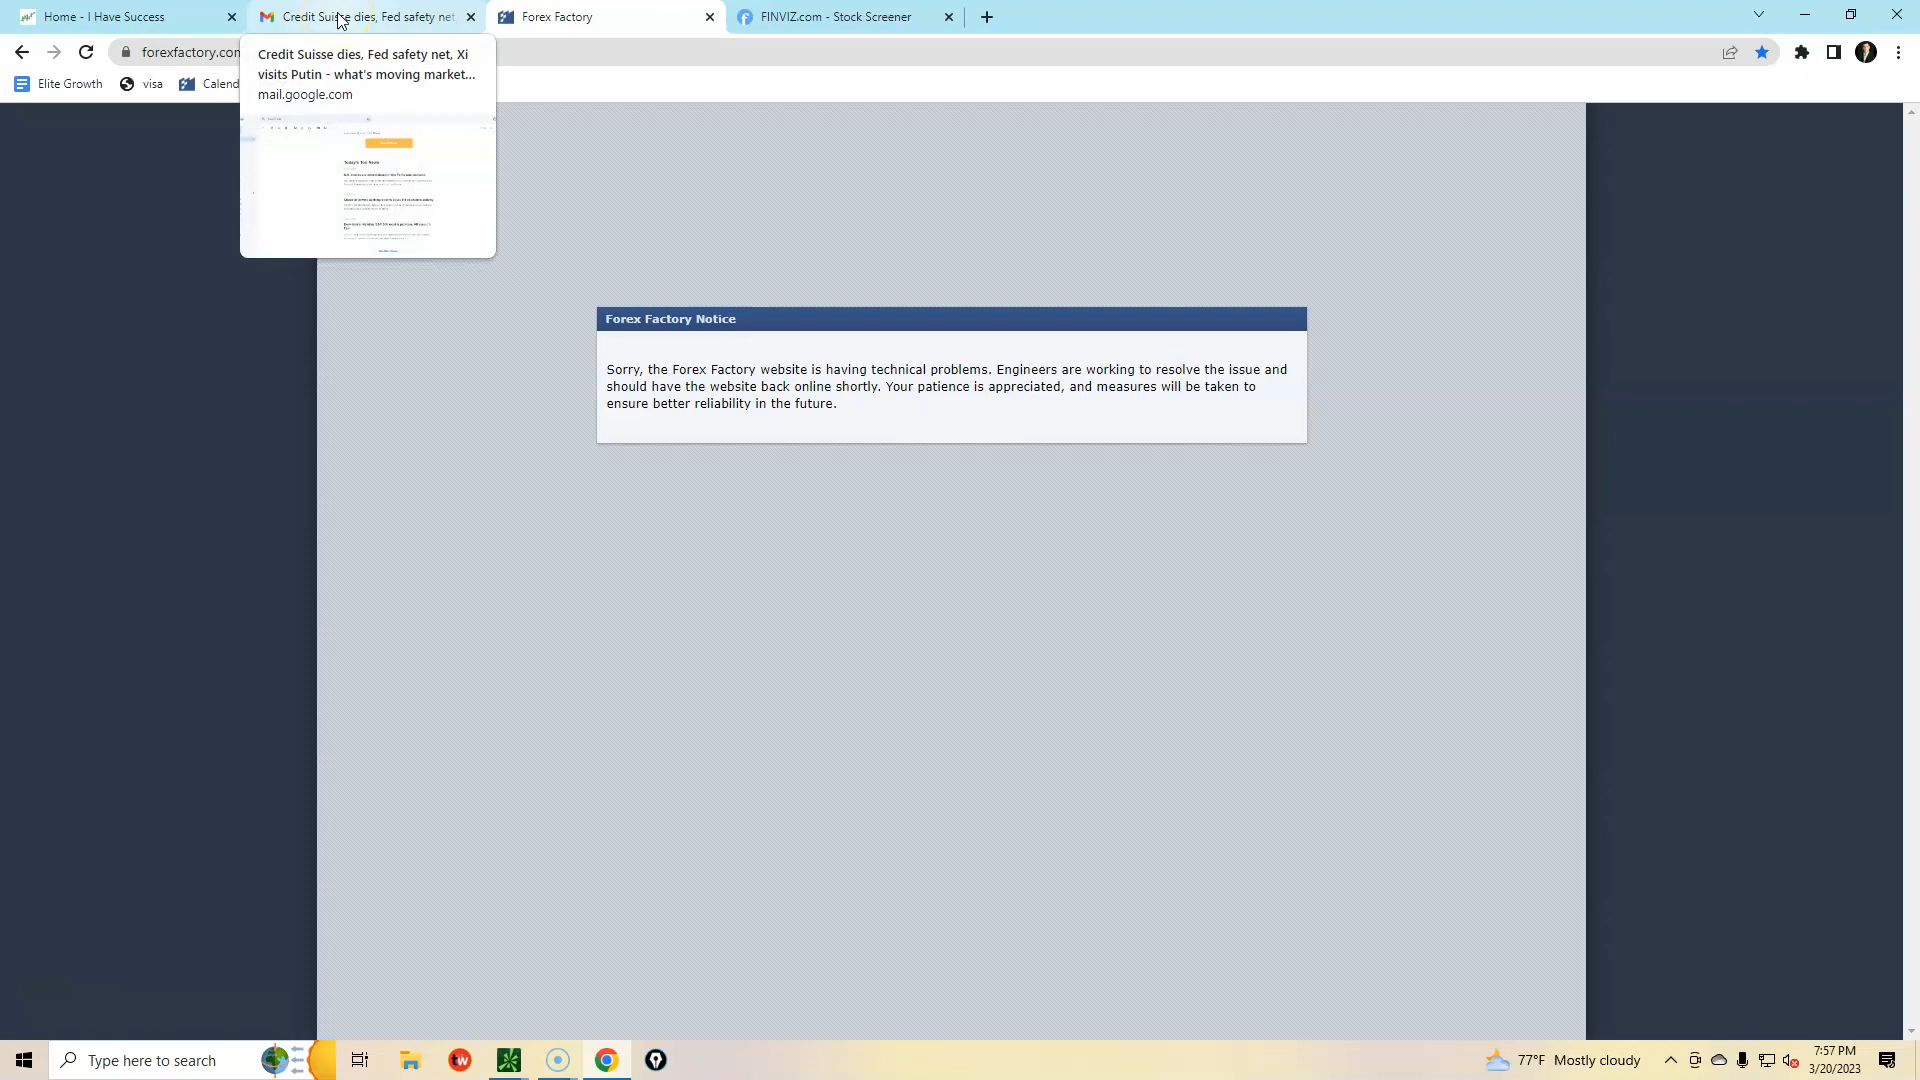 Home - I Have Success
Credit Suisse dies, Fed safety net
Forex Factory
FINVIZ.com - Stock Screener
forexfactory.com
Elite Growth
visa
Calend
Credit Suisse dies, Fed safety net, Xi
visits Putin - what's moving market...
mail.google.com
Today's Top News
Forex Factory Notice
Sorry, the Forex Factory website is having technical problems. Engineers are working to resolve the issue and
should have the website back online shortly. Your patience is appreciated, and measures will be taken to
ensure better reliability in the future.
Type here to search
tw
77°F Mostly cloudy
7:57 PM
3/20/2023